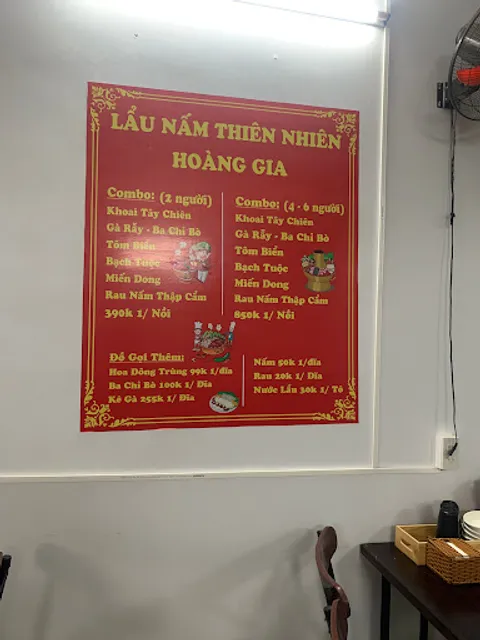 LẨU NẤM THIÊN NHIÊN
HOÀNG GIA
Combo: (2 người)
Khoai Tây Chiên
Gà Rẫy - Ba Chỉ Bò
Tôm Biển
Bạch Tuộc
Miến Dong
Rau Nấm Thập Cẩm
390k 1/ Nồi
Combo: (4 - 6 người)
Khoai Tây Chiên
Gà Rẫy - Ba Chỉ Bò
Tôm Biển
Bạch Tuộc
Miến Dong
Rau Nấm Thập Cẩm
850k 1/ Nồi
Đồ Gọi Thêm:
Hoa Đông Trùng 99k 1/đĩa
Ba Chỉ Bò 100k 1/ Đĩa
Kê Gà 255k 1/ Đĩa
Nấm 50k 1/đĩa
Rau 20k 1/ Đĩa
Nước Lẩu 30k 1/ Tô